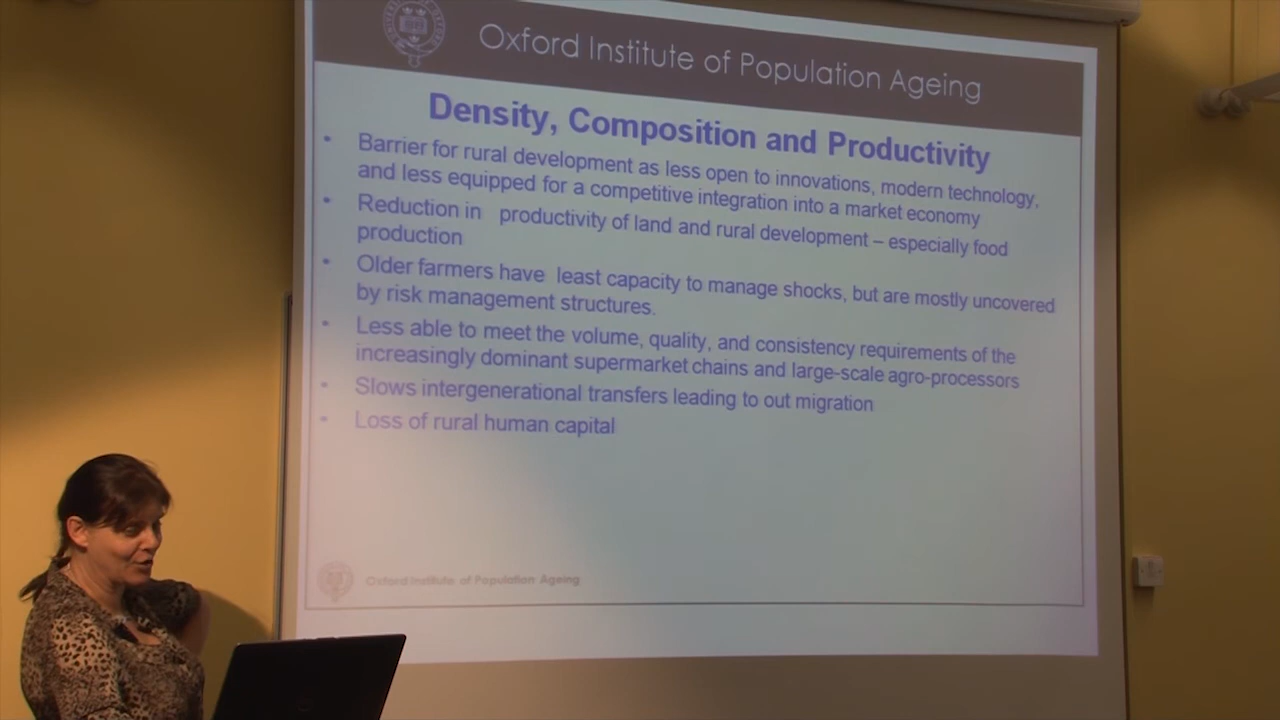 Oxford Institute of Population Ageing
Density, Composition and Productivity
• Barrier for rural development as less open to innovations, modern technology,
and less equipped for a competitive integration into a market economy
• Reduction in productivity of land and rural development – especially food
production
• Older farmers have least capacity to manage shocks, but are mostly uncovered
by risk management structures.
• Less able to meet the volume, quality, and consistency requirements of the
increasingly dominant supermarket chains and large-scale agro-processors
• Slows intergenerational transfers leading to out migration
• Loss of rural human capital
Oxford Institute of Population Ageing